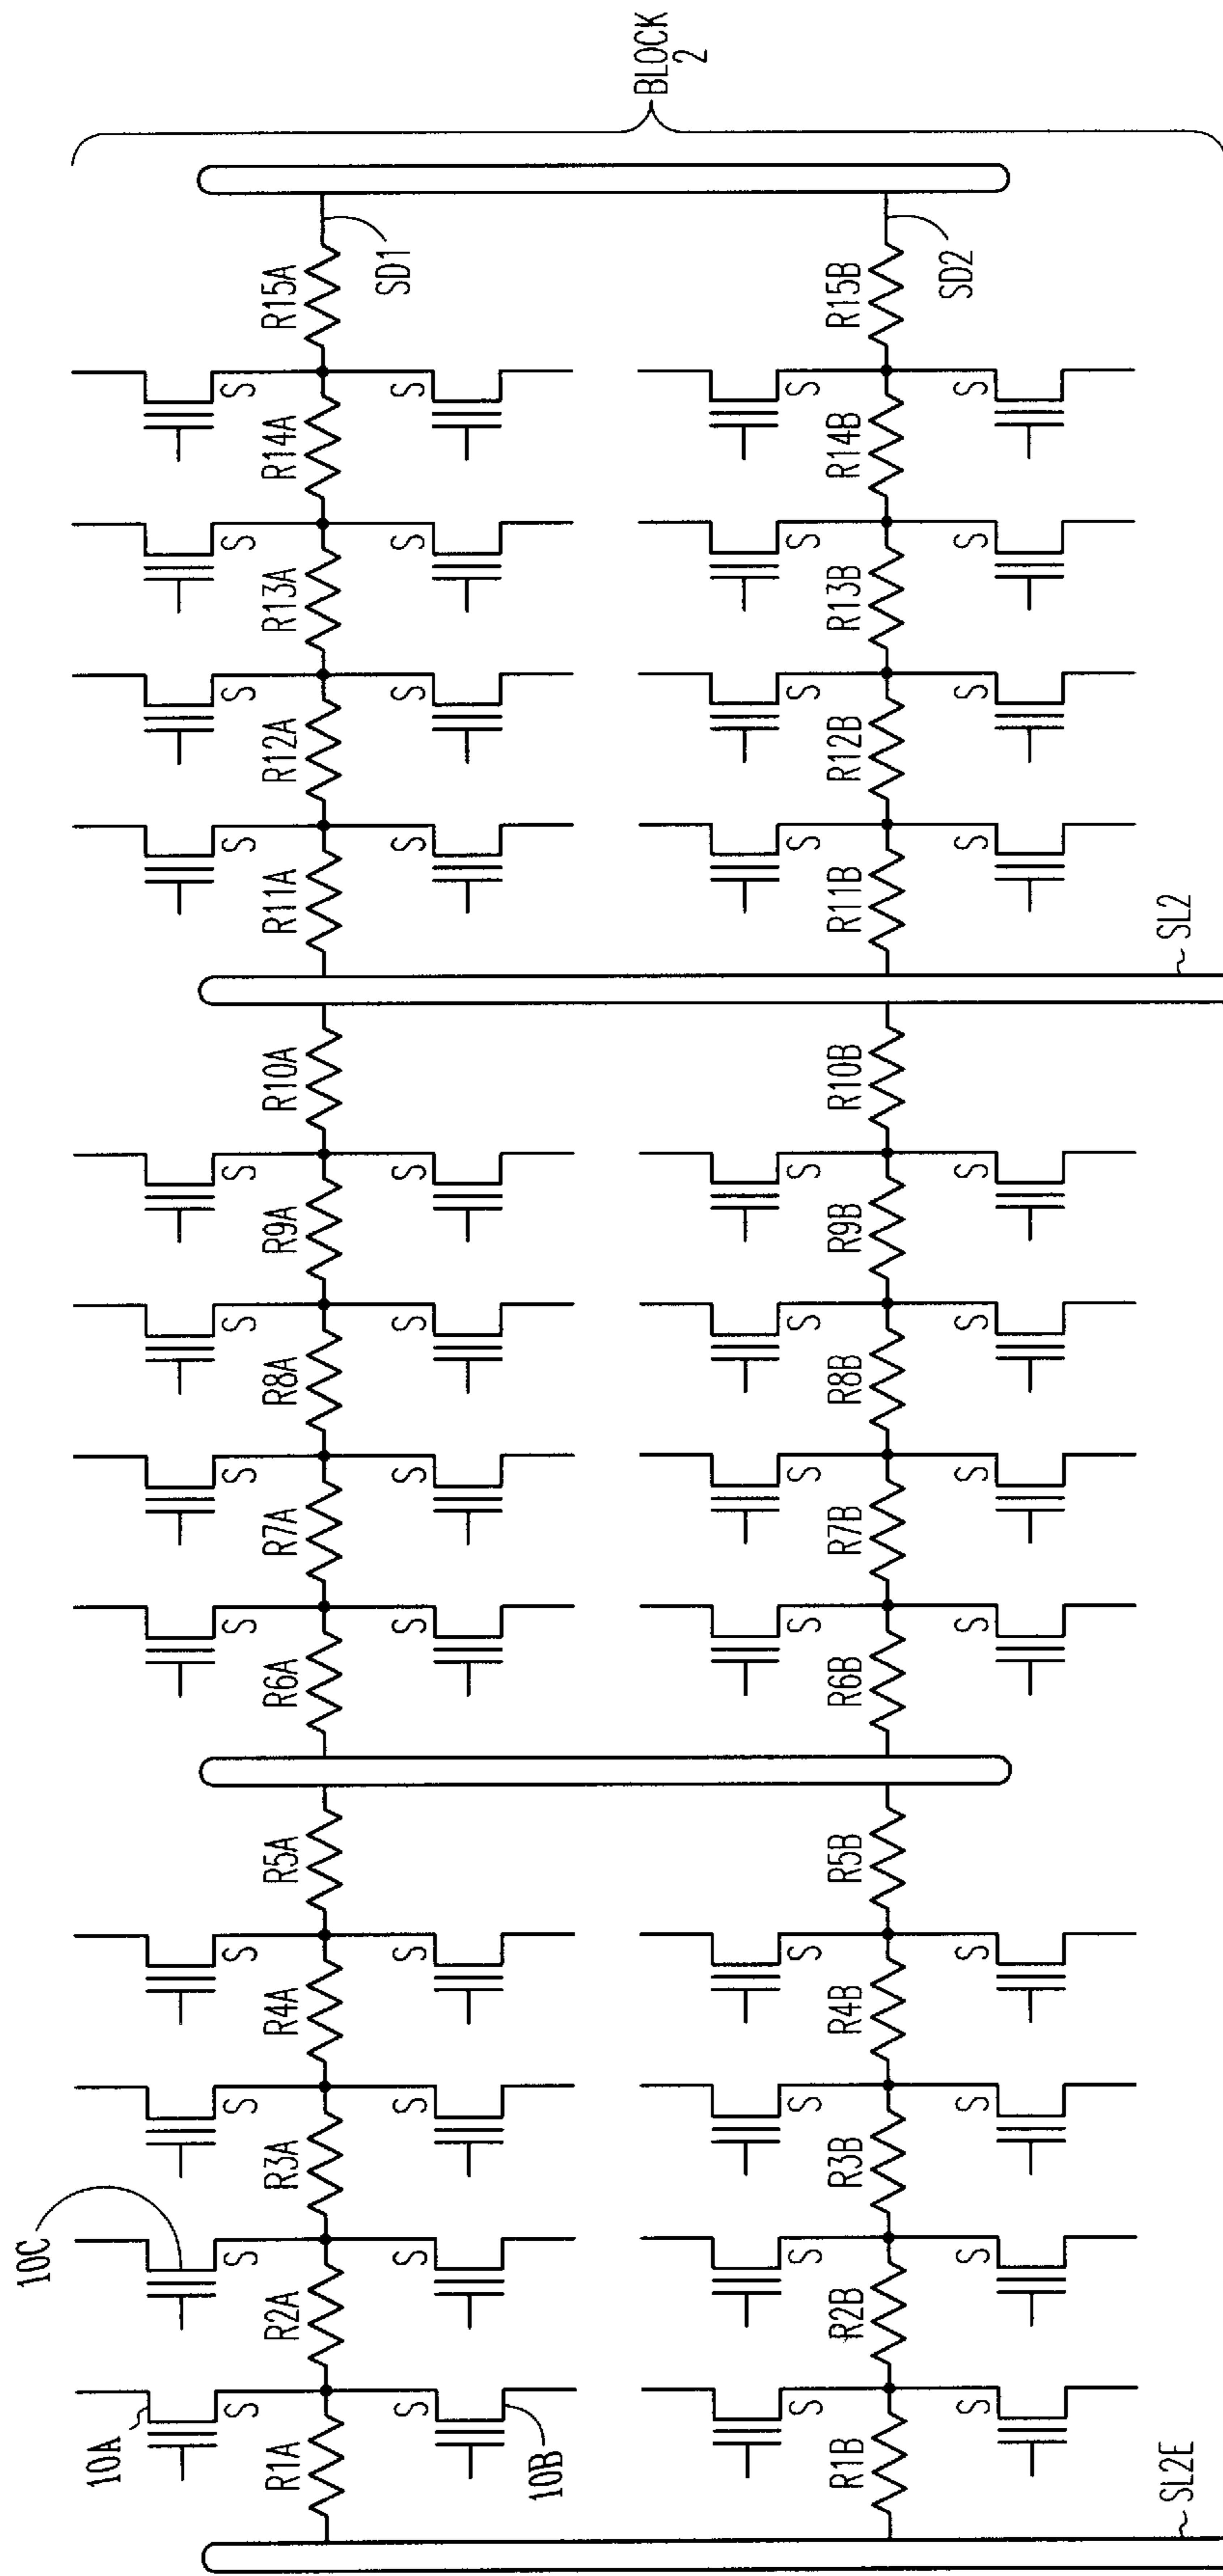 BLOCK
2
10A
10C
S S S S S S S S S S S S
R1A R2A R3A R4A R5A R6A R7A R8A R9A R10A R11A R12A R13A R14A R15A
SD1
S S S S S S S S S S S S
10B
S S S S S S S S S S S S
R1B R2B R3B R4B R5B R6B R7B R8B R9B R10B R11B R12B R13B R14B R15B
SD2
S S S S S S S S S S S S
SL2E
SL2